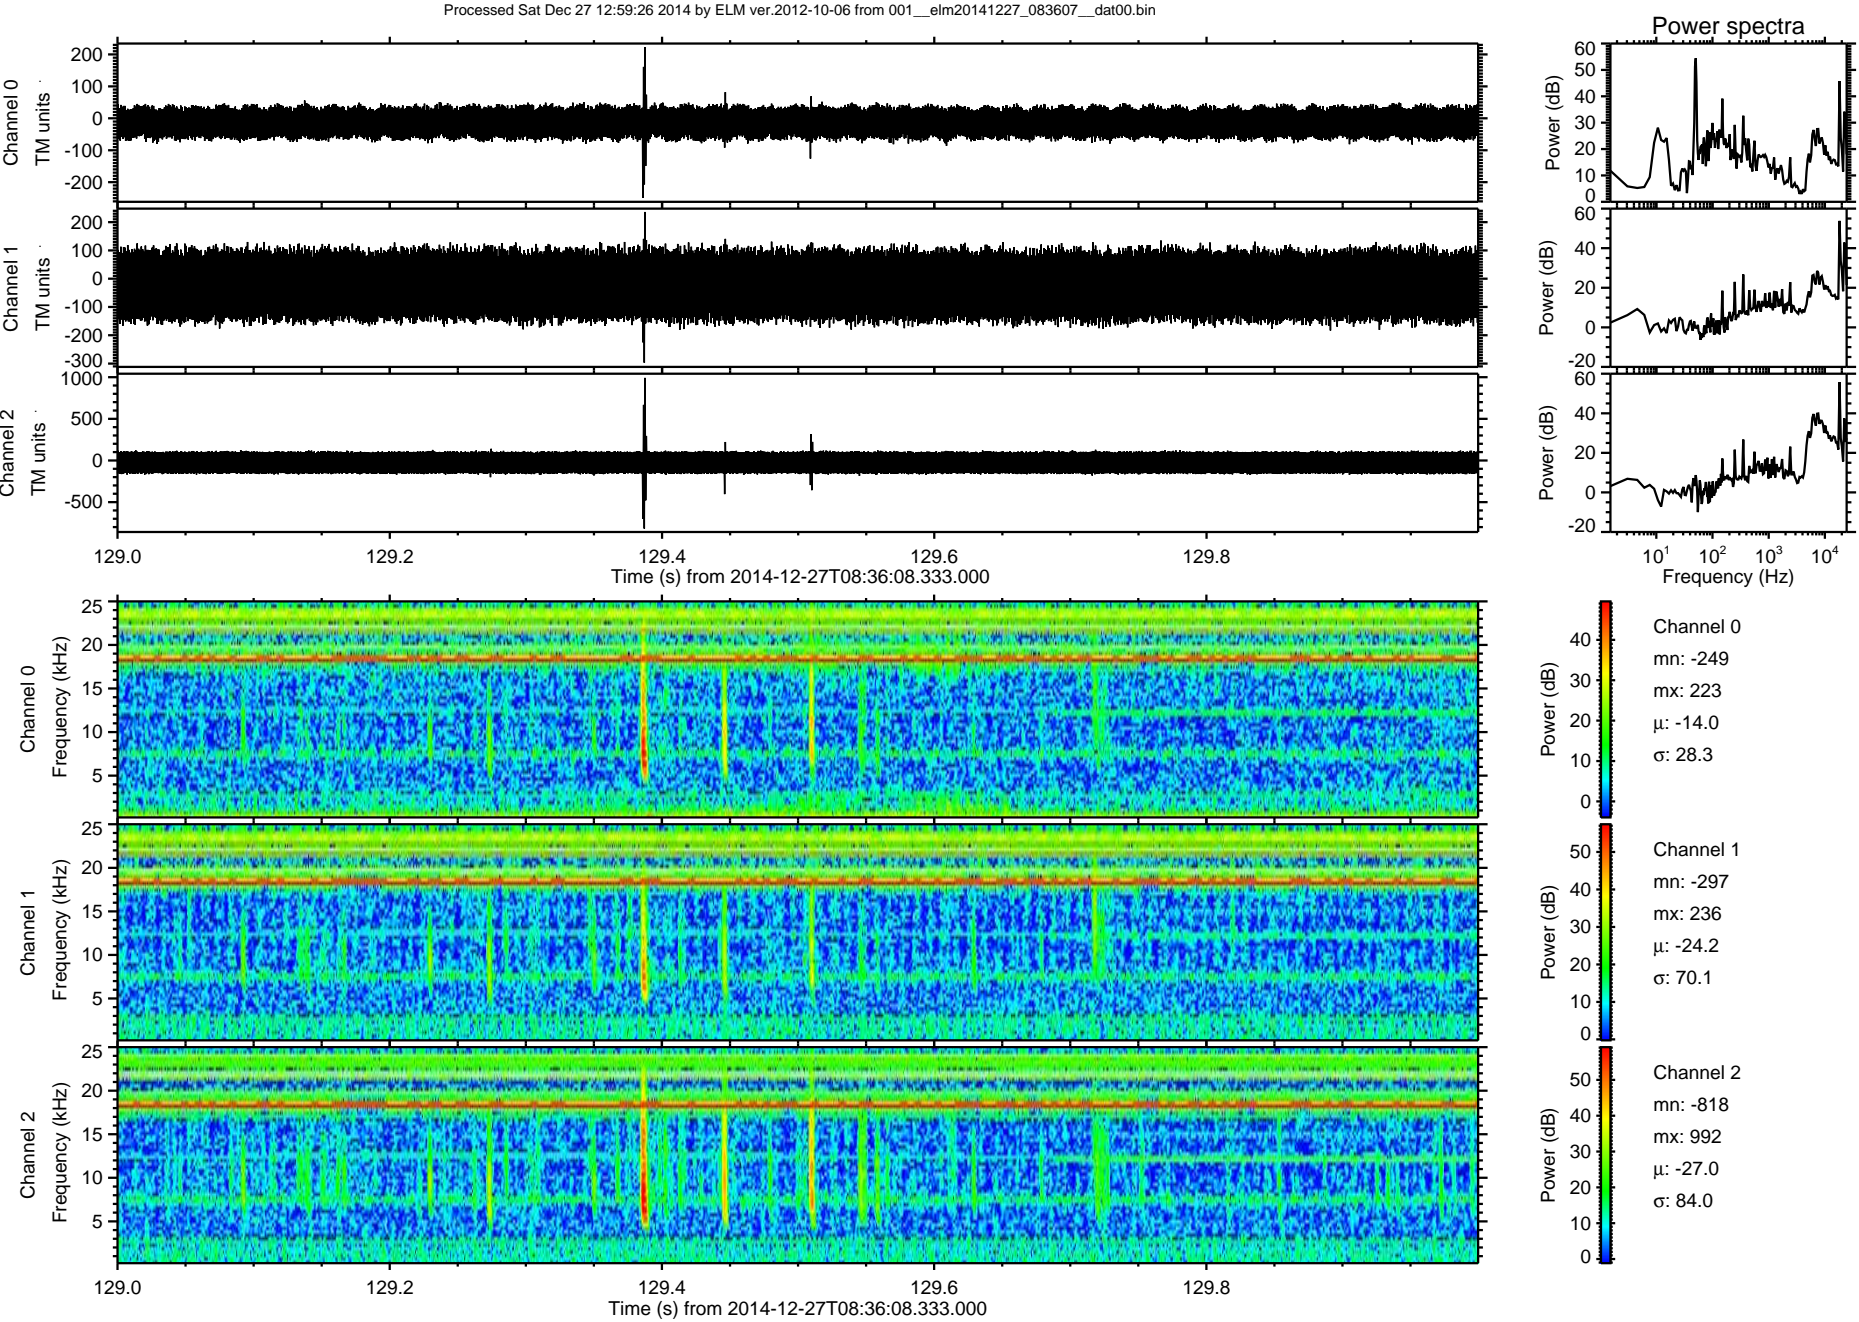 Processed Sat Dec 27 12:59:26 2014 by ELM ver.2012-10-06 from 001__elm20141227_083607__dat00.bin
Power spectra
Channel 0
TM units
200
100
0
-100
-200
Power (dB)
60
50
40
30
20
10
0
Channel 1
TM units
200
100
0
-100
-200
-300
Power (dB)
60
40
20
0
-20
Channel 2
TM units
1000
500
0
-500
Power (dB)
60
40
20
0
-20
129.0 129.2 129.4 129.6 129.8
Time (s) from 2014-12-27T08:36:08.333.000
10¹ 10² 10³ 10⁴
Frequency (Hz)
Channel 0
Frequency (kHz)
25
20
15
10
5
Power (dB)
40
30
20
10
0
Channel 0
mn: -249
mx: 223
μ: -14.0
σ: 28.3
Channel 1
Frequency (kHz)
25
20
15
10
5
Power (dB)
50
40
30
20
10
0
Channel 1
mn: -297
mx: 236
μ: -24.2
σ: 70.1
Channel 2
Frequency (kHz)
25
20
15
10
5
Power (dB)
50
40
30
20
10
0
Channel 2
mn: -818
mx: 992
μ: -27.0
σ: 84.0
129.0 129.2 129.4 129.6 129.8
Time (s) from 2014-12-27T08:36:08.333.000